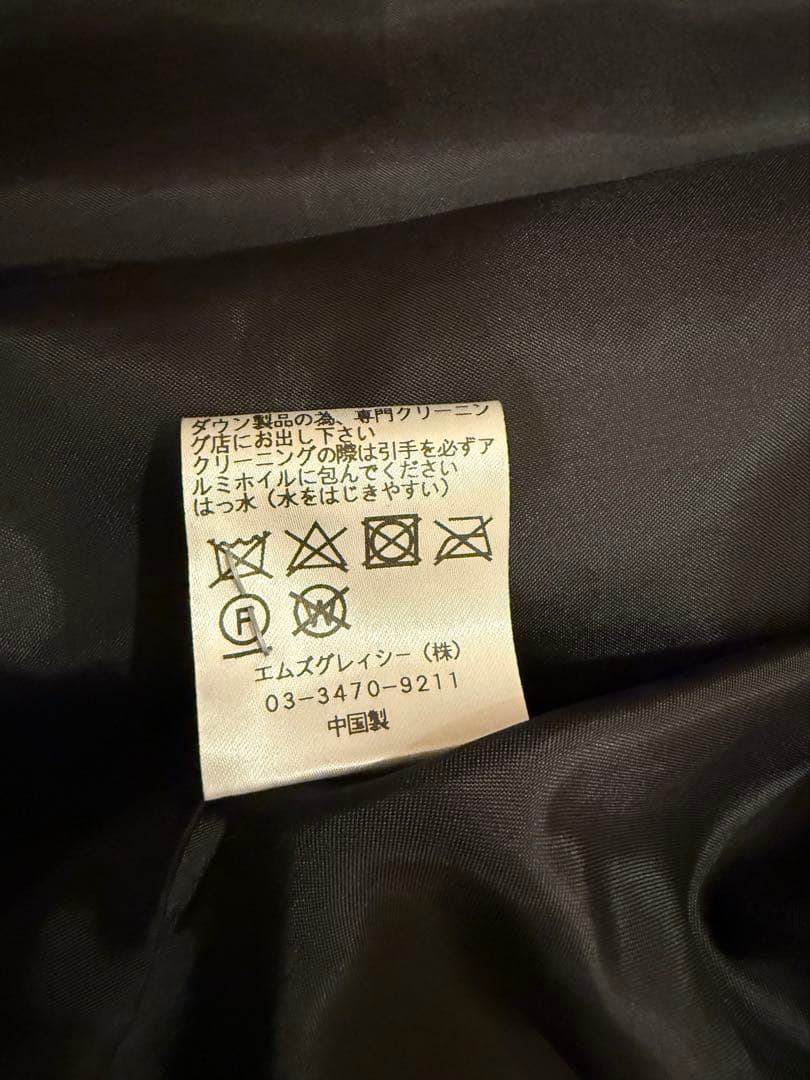 ダウン製品の為、専門クリーニン
グ店にお出し下さい
クリーニングの際は引手を必ずア
ルミホイルに包んでください
はっ水（水をはじきやすい）
F W
エムズグレイシー（株）
03-3470-9211
中国製